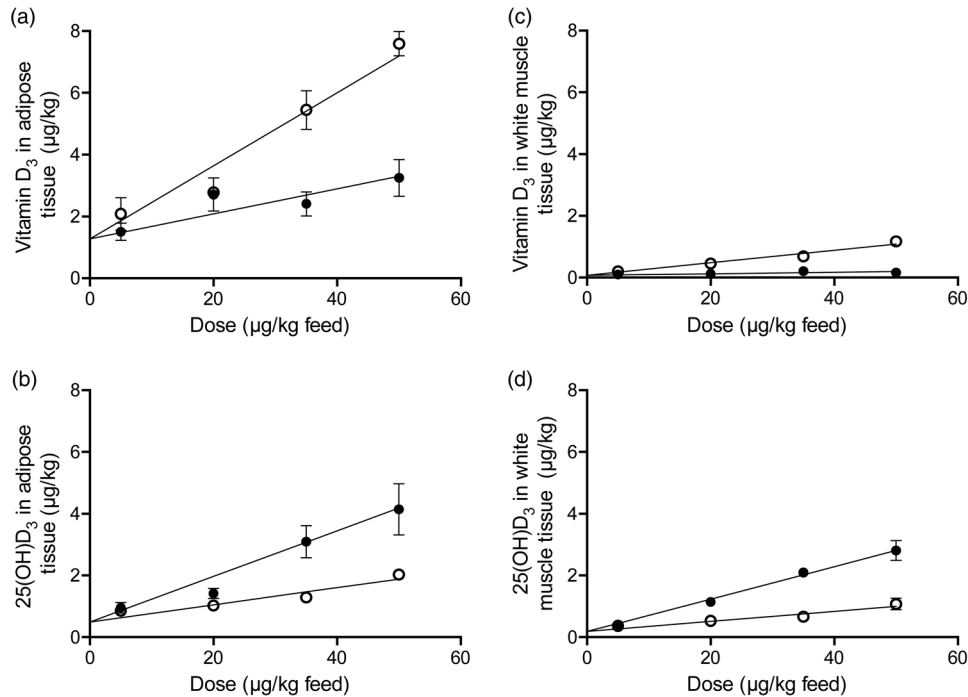 (a)
Vitamin D3 in adipose
tissue (µg/kg)
8
6
4
2
0
0 20 40 60
Dose (µg/kg feed)
(c)
Vitamin D3 in white muscle
tissue (µg/kg)
8
6
4
2
0
0 20 40 60
Dose (µg/kg feed)
(b)
25(OH)D3 in adipose
tissue (µg/kg)
8
6
4
2
0
0 20 40 60
Dose (µg/kg feed)
(d)
25(OH)D3 in white
muscle tissue (µg/kg)
8
6
4
2
0
0 20 40 60
Dose (µg/kg feed)